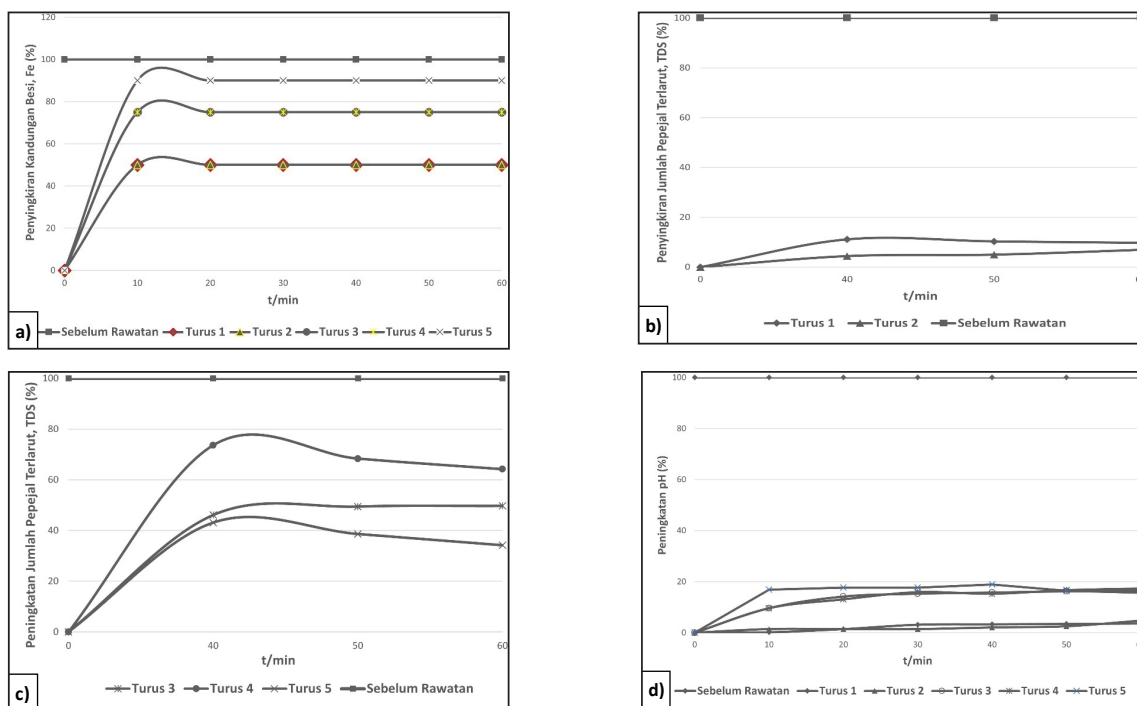 Penyingkiran Kandungan Besi, Fe (%)
120
100
80
60
40
20
0
0 10 20 30 40 50 60
t/min
a)
Sebelum Rawatan Turus 1 Turus 2 Turus 3 Turus 4 Turus 5
Penyingkiran Jumlah Pepejal Terlarut, TDS (%)
100
80
60
40
20
0
0 40 50
t/min
b)
Turus 1 Turus 2 Sebelum Rawatan
Peningkatan Jumlah Pepejal Terlarut, TDS (%)
100
80
60
40
20
0
0 40 50 60
t/min
c)
Turus 3 Turus 4 Turus 5 Sebelum Rawatan
Peningkatan pH (%)
100
80
60
40
20
0
0 10 20 30 40 50
t/min
d)
Sebelum Rawatan Turus 1 Turus 2 Turus 3 Turus 4 Turus 5